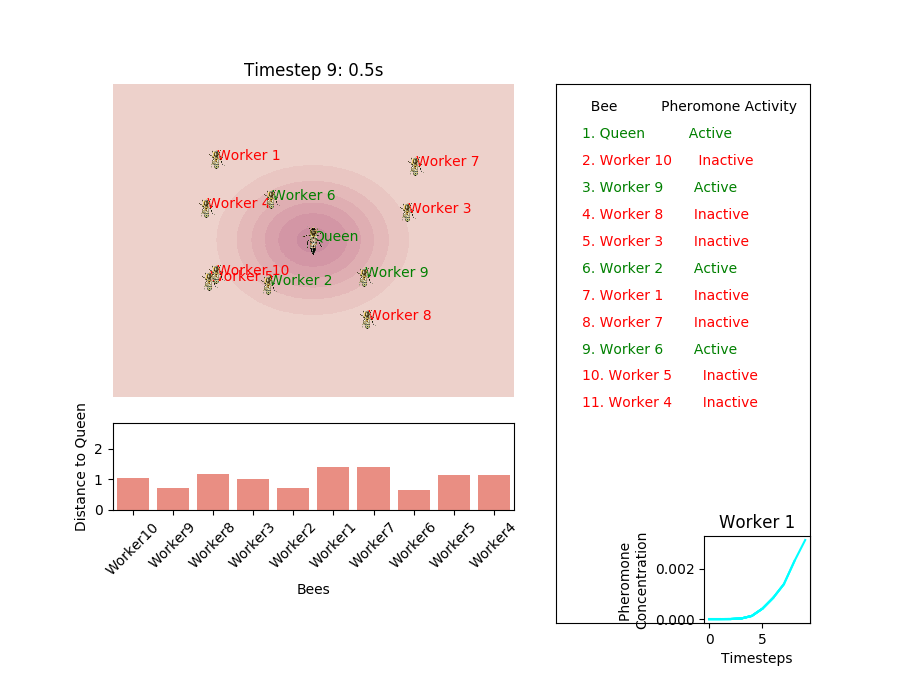 Timestep 9: 0.5s
Worker 1
Worker 7
Worker 6
Worker 4
Worker 3
Queen
Worker 10
Worker 9
Worker 2
Worker 8
Distance to Queen
2
1
0
Worker10
Worker9
Worker8
Worker3
Worker2
Worker1
Worker7
Worker6
Worker5
Worker4
Bees
Bee Pheromone Activity
1. Queen Active
2. Worker 10 Inactive
3. Worker 9 Active
4. Worker 8 Inactive
5. Worker 3 Inactive
6. Worker 2 Active
7. Worker 1 Inactive
8. Worker 7 Inactive
9. Worker 6 Active
10. Worker 5 Inactive
11. Worker 4 Inactive
Worker 1
Pheromone
Concentration
0.002
0.000
0
5
Timesteps